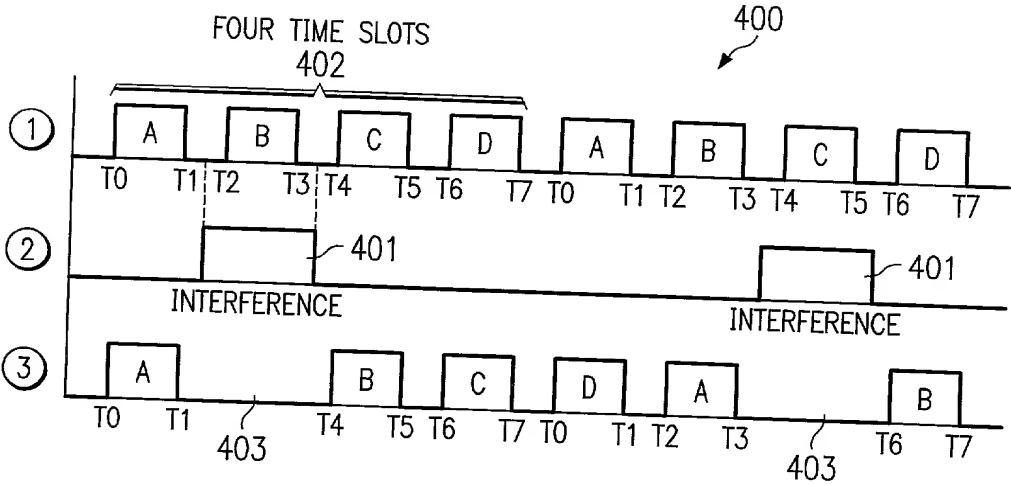 FOUR TIME SLOTS
402
400
1
A B C D A B C D
T0 T1 T2 T3 T4 T5 T6 T7 T0 T1 T2 T3 T4 T5 T6 T7
2
401 401
INTERFERENCE INTERFERENCE
3
A B C D A B
T0 T1 403 T4 T5 T6 T7 T0 T1 T2 T3 403 T6 T7